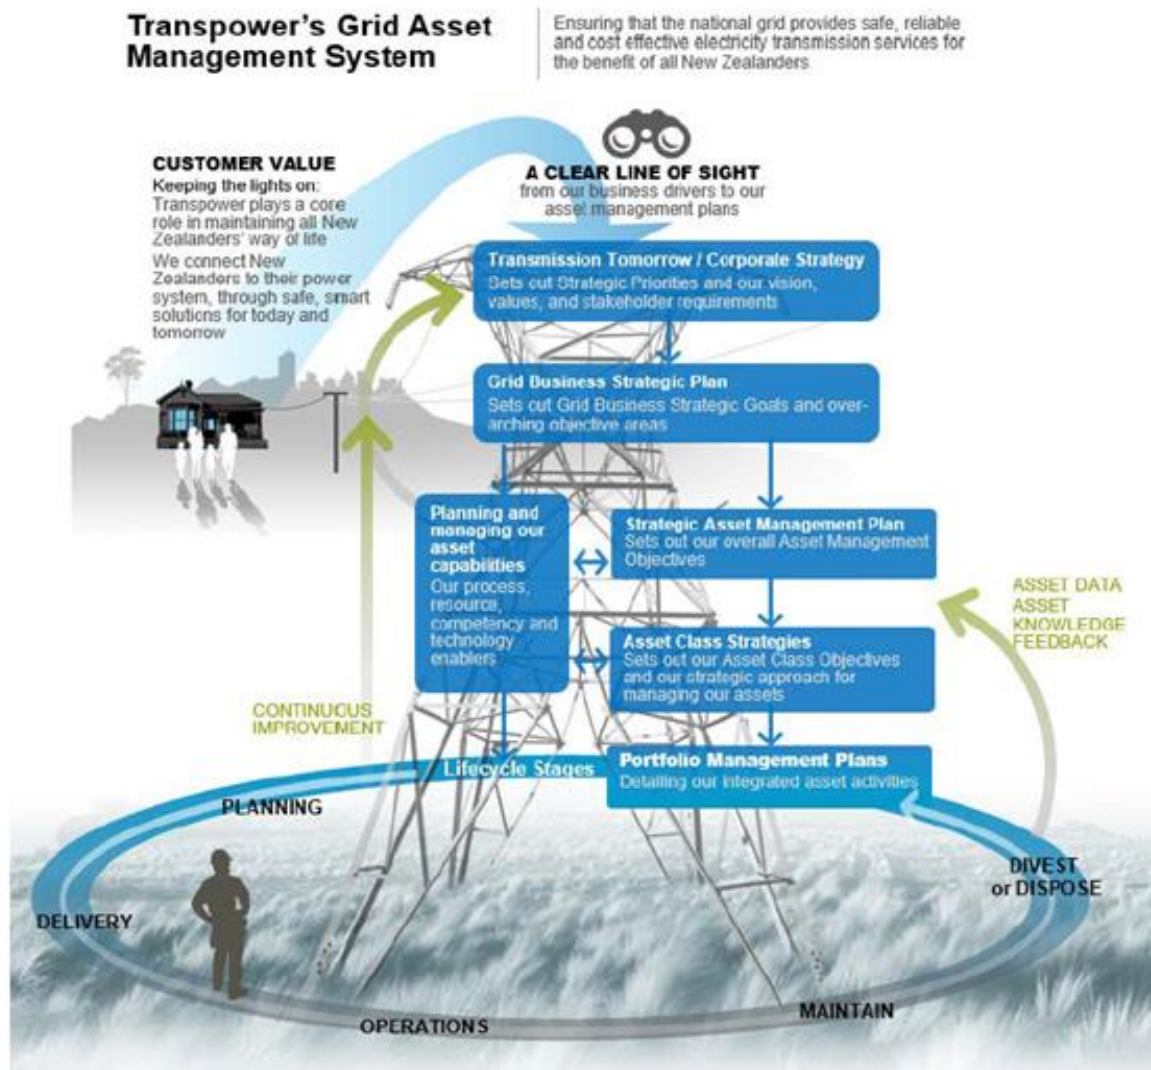 Transpower's Grid Asset
Management System
Ensuring that the national grid provides safe, reliable
and cost effective electricity transmission services for
the benefit of all New Zealanders
CUSTOMER VALUE
Keeping the lights on:
Transpower plays a core
role in maintaining all New
Zealanders' way of life
We connect New
Zealanders to their power
system, through safe, smart
solutions for today and
tomorrow
A CLEAR LINE OF SIGHT
from our business drivers to our
asset management plans
Transmission Tomorrow / Corporate Strategy
Sets out Strategic Priorities and our vision,
values, and stakeholder requirements
Grid Business Strategic Plan
Sets out Grid Business Strategic Goals and over-
arching objective areas
Planning and
managing our
asset
capabilities
Our process,
resource,
competency and
technology
enablers
Strategic Asset Management Plan
Sets out our overall Asset Management
Objectives
Asset Class Strategies
Sets out our Asset Class Objectives
and our strategic approach for
managing our assets
ASSET DATA
ASSET
KNOWLEDGE
FEEDBACK
CONTINUOUS
IMPROVEMENT
Lifecycle Stages
Portfolio Management Plans
Detailing our integrated asset activities
PLANNING
DELIVERY
OPERATIONS
MAINTAIN
DIVEST
or DISPOSE